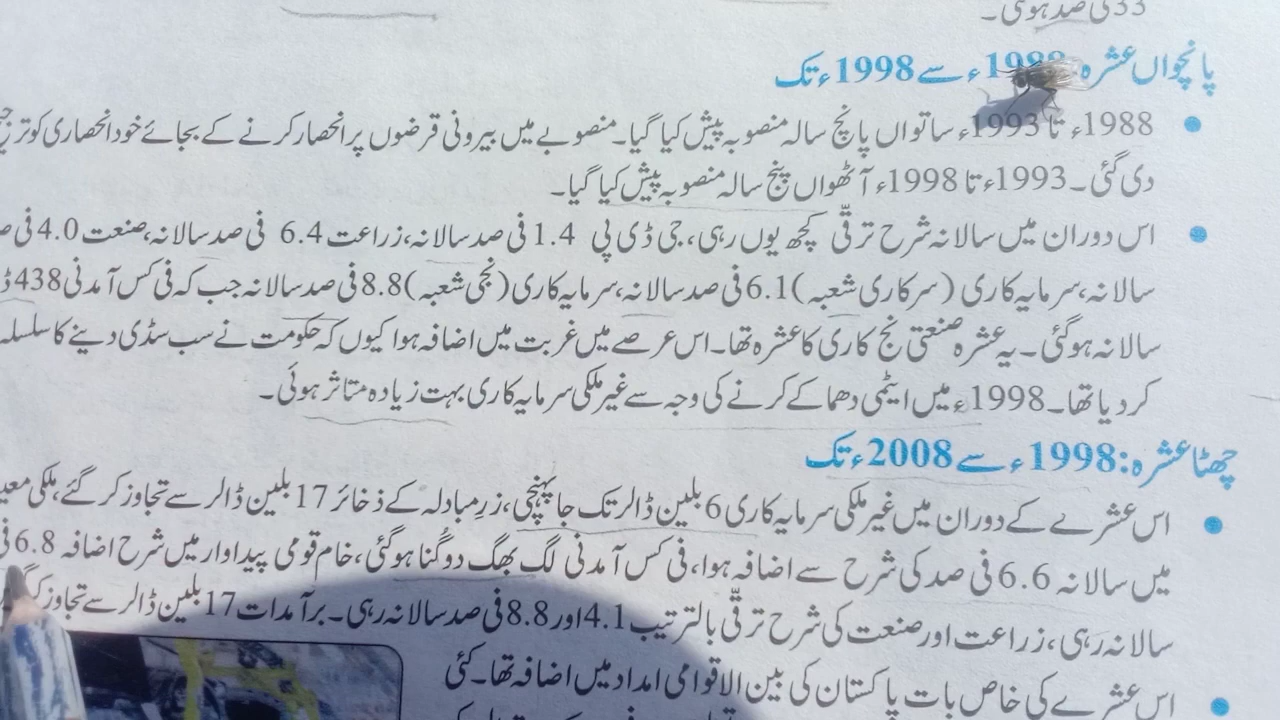 33 فی صد ہوئی۔
پانچواں عشرہ: 1988ء سے 1998ء تک
1988ء تا 1993ء ساتواں پانچ سالہ منصوبہ پیش کیا گیا۔ منصوبے میں بیرونی قرضوں پر انحصار کرنے کے بجائے خود انحصاری کو
دی گئی۔ 1993ء تا 1998ء آٹھواں پنج سالہ منصوبہ پیش کیا گیا۔
اس دوران میں سالانہ شرح ترقّی کچھ یوں رہی، جی ڈی پی 1.4 فی صد سالانہ، زراعت 6.4 فی صد سالانہ، صنعت 4.0 فی
سالانہ، سرمایہ کاری (سرکاری شعبہ) 6.1 فی صد سالانہ، سرمایہ کاری (نجی شعبہ) 8.8 فی صد سالانہ جب کہ فی کس آمدنی 438
سالانہ ہوگئی۔ یہ عشرہ صنعتی نج کاری کا عشرہ تھا۔ اس عرصے میں غربت میں اضافہ ہوا کیوں کہ حکومت نے سب سڈی دینے کا سلسلہ
کر دیا تھا۔ 1998ء میں ایٹمی دھماکے کرنے کی وجہ سے غیر ملکی سرمایہ کاری بہت زیادہ متاثر ہوئی۔
چھٹا عشرہ: 1998ء سے 2008ء تک
اس عشرے کے دوران میں غیر ملکی سرمایہ کاری 6 بلین ڈالر تک جا پہنچی، زرِ مبادلہ کے ذخائر 17 بلین ڈالر سے تجاوز کر گئے، ملکی
میں سالانہ 6.6 فی صد کی شرح سے اضافہ ہوا، فی کس آمدنی لگ بھگ دوگُنا ہوگئی، خام قومی پیداوار میں شرح اضافہ 6.8 فی
سالانہ رہی، زراعت اور صنعت کی شرح ترقّی بالترتیب 4.1 اور 8.8 فی صد سالانہ رہی۔ برآمدات 17 بلین ڈالر سے تجاوز
اس عشرے کی خاص بات پاکستان کی بین الاقوامی امداد میں اضافہ تھا۔ کئی